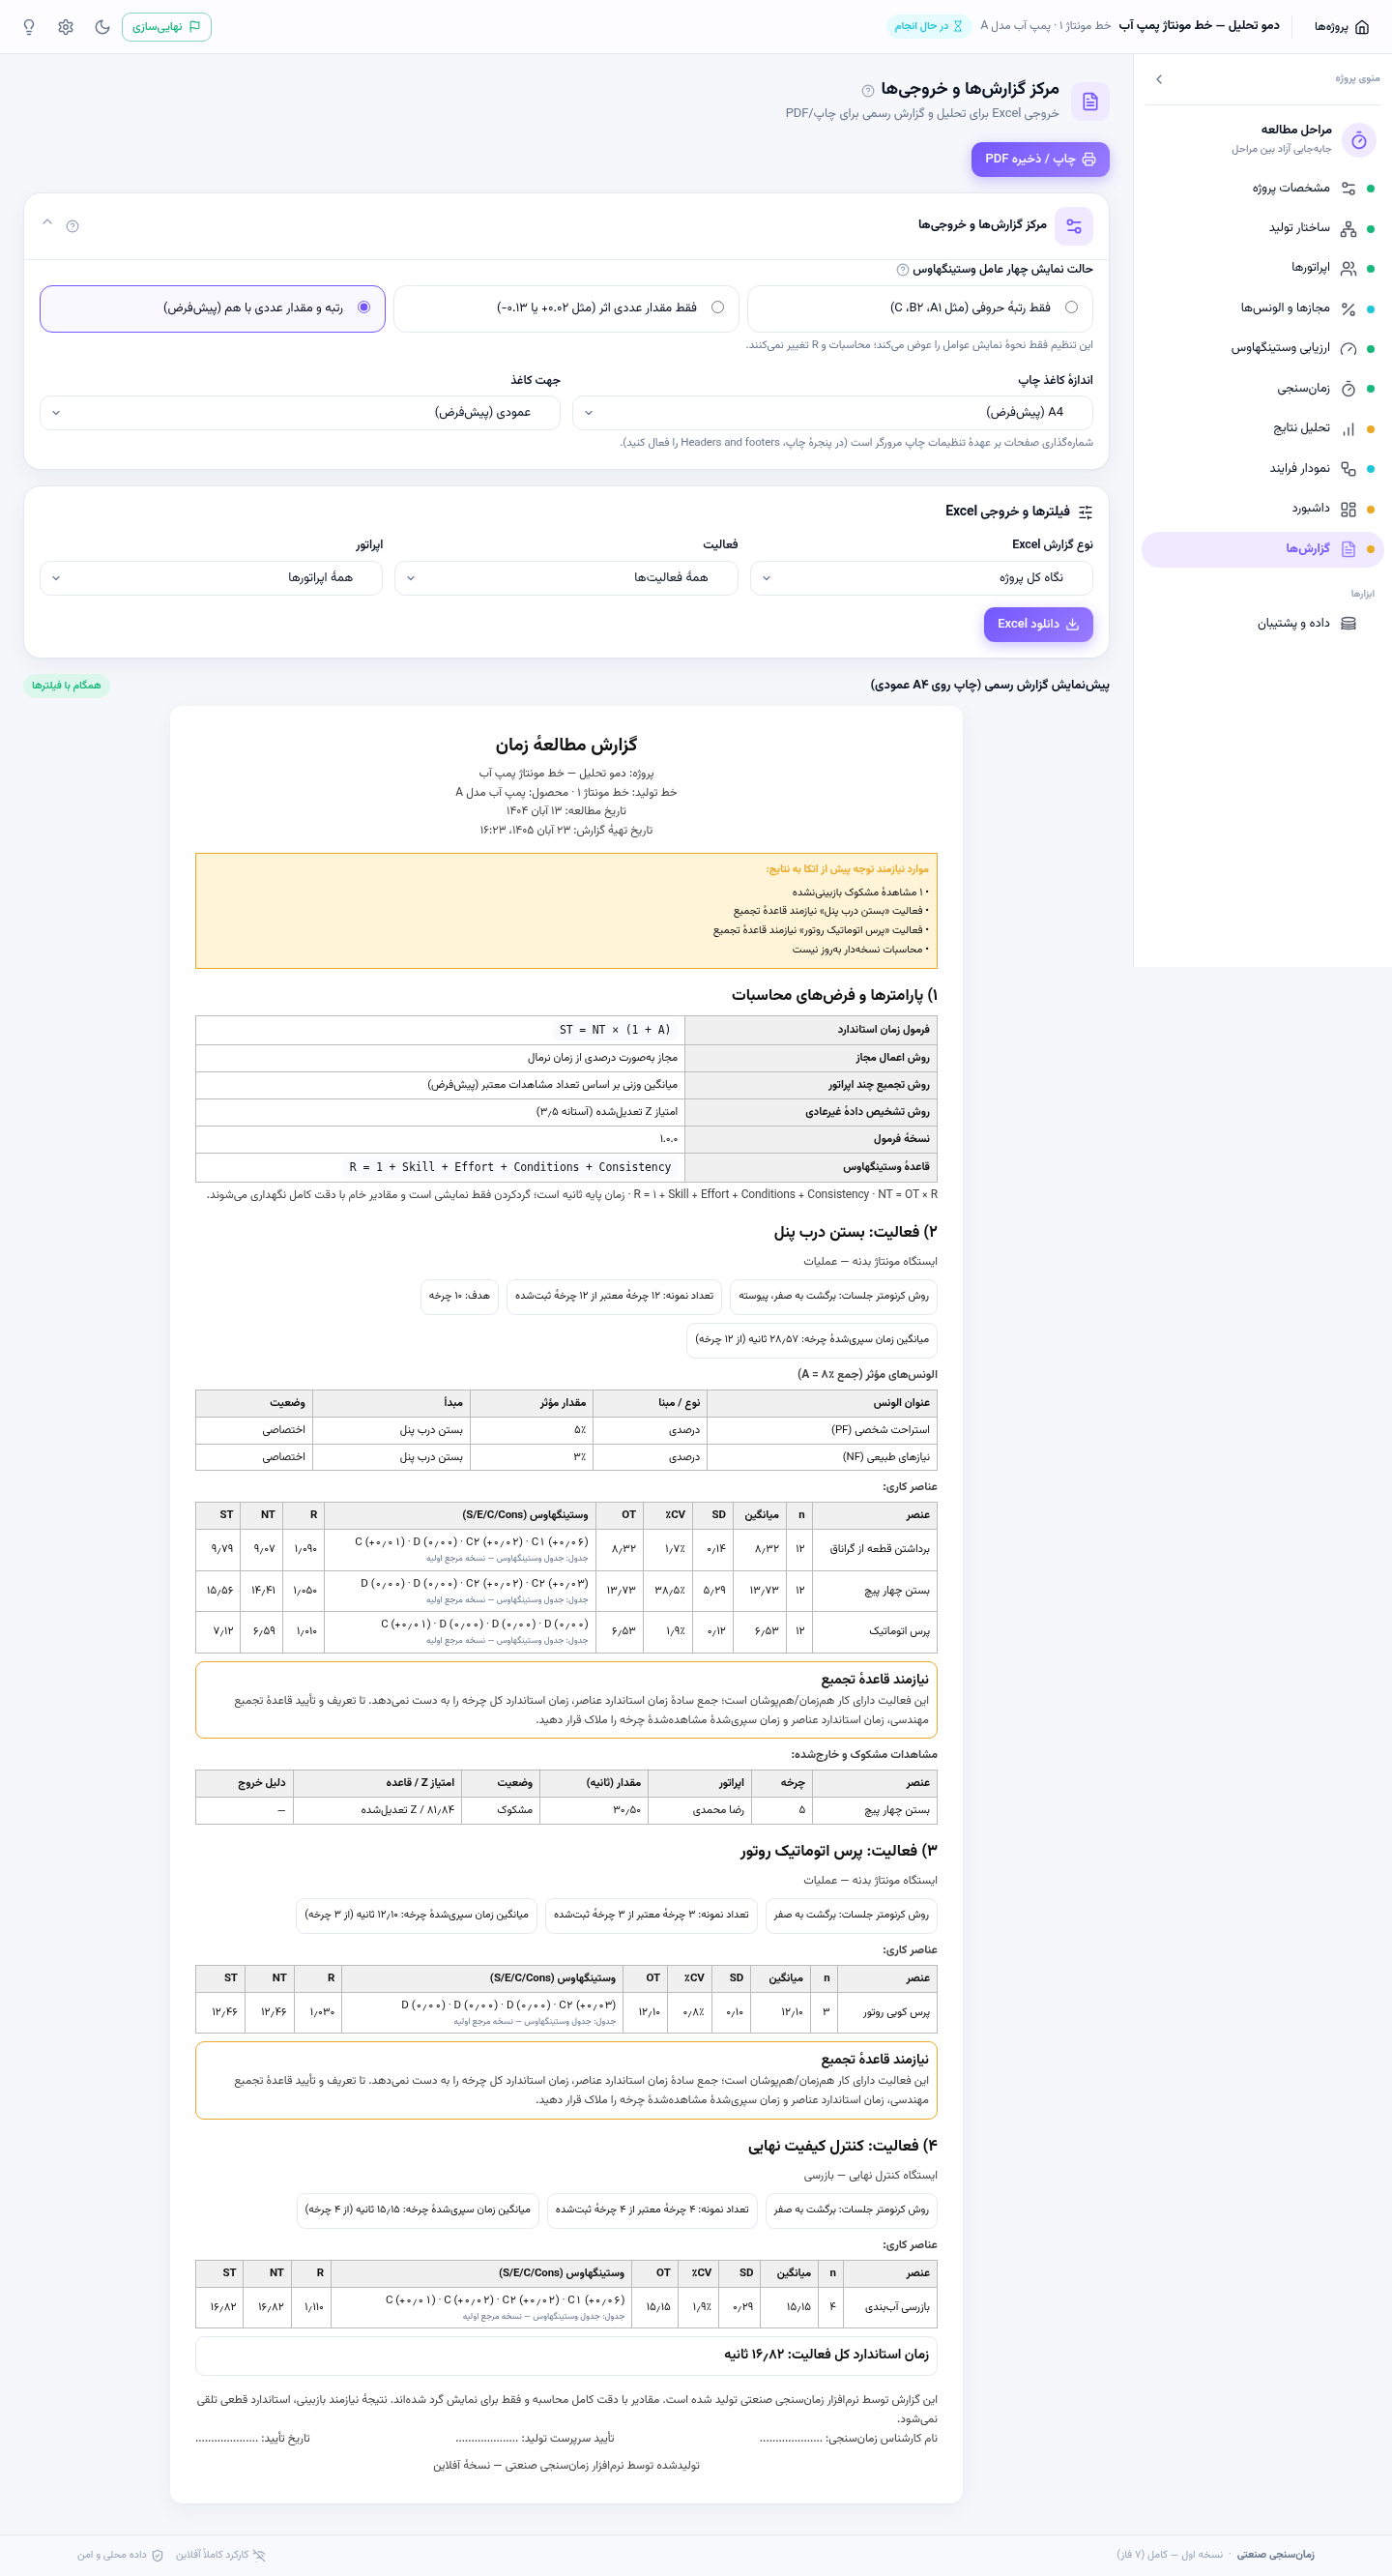 پروژه‌ها
دمو تحلیل — خط مونتاژ پمپ آب
خط مونتاژ ۱ · پمپ آب مدل A
در حال انجام
نهایی‌سازی
منوی پروژه
مراحل مطالعه
جابه‌جایی آزاد بین مراحل
مشخصات پروژه
ساختار تولید
اپراتورها
مجازها و الونس‌ها
ارزیابی وستینگهاوس
زمان‌سنجی
تحلیل نتایج
نمودار فرایند
داشبورد
گزارش‌ها
ابزارها
داده و پشتیبان
مرکز گزارش‌ها و خروجی‌ها
خروجی Excel برای تحلیل و گزارش رسمی برای چاپ/PDF
چاپ / ذخیره PDF
مرکز گزارش‌ها و خروجی‌ها
حالت نمایش چهار عامل وستینگهاوس
فقط رتبهٔ حروفی (مثل C ،B۲ ،A۱)
فقط مقدار عددی اثر (مثل ۰.۰۲+ یا ۰.۱۳-)
رتبه و مقدار عددی با هم (پیش‌فرض)
این تنظیم فقط نحوهٔ نمایش عوامل را عوض می‌کند؛ محاسبات و R تغییر نمی‌کنند.
اندازهٔ کاغذ چاپ
جهت کاغذ
A4 (پیش‌فرض)
عمودی (پیش‌فرض)
شماره‌گذاری صفحات بر عهدهٔ تنظیمات چاپ مرورگر است (در پنجرهٔ چاپ، Headers and footers را فعال کنید).
فیلترها و خروجی Excel
نوع گزارش Excel
فعالیت
اپراتور
نگاه کل پروژه
همهٔ فعالیت‌ها
همهٔ اپراتورها
دانلود Excel
پیش‌نمایش گزارش رسمی (چاپ روی A۴ عمودی)
همگام با فیلترها
گزارش مطالعهٔ زمان
پروژه: دمو تحلیل — خط مونتاژ پمپ آب
خط تولید: خط مونتاژ ۱ · محصول: پمپ آب مدل A
تاریخ مطالعه: ۱۳ آبان ۱۴۰۴
تاریخ تهیهٔ گزارش: ۲۳ آبان ۱۴۰۵، ۱۶:۲۳
موارد نیازمند توجه پیش از اتکا به نتایج:
• ۱ مشاهدهٔ مشکوک بازبینی‌نشده
• فعالیت «بستن درب پنل» نیازمند قاعدهٔ تجمیع
• فعالیت «پرس اتوماتیک روتور» نیازمند قاعدهٔ تجمیع
• محاسبات نسخه‌دار به‌روز نیست
۱) پارامترها و فرض‌های محاسبات
فرمول زمان استاندارد ST = NT × (1 + A)
روش اعمال مجاز مجاز به‌صورت درصدی از زمان نرمال
روش تجمیع چند اپراتور میانگین وزنی بر اساس تعداد مشاهدات معتبر (پیش‌فرض)
روش تشخیص دادهٔ غیرعادی امتیاز Z تعدیل‌شده (آستانه ۳٫۵)
نسخهٔ فرمول ۱.۰.۰
قاعدهٔ وستینگهاوس R = 1 + Skill + Effort + Conditions + Consistency
R = ۱ + Skill + Effort + Conditions + Consistency · NT = OT × R · زمان پایه ثانیه است؛ گردکردن فقط نمایشی است و مقادیر خام با دقت کامل نگهداری می‌شوند.
۲) فعالیت: بستن درب پنل
ایستگاه مونتاژ بدنه — عملیات
روش کرنومتر جلسات: برگشت به صفر، پیوسته
تعداد نمونه: ۱۲ چرخهٔ معتبر از ۱۲ چرخهٔ ثبت‌شده
هدف: ۱۰ چرخه
میانگین زمان سپری‌شدهٔ چرخه: ۲۸٫۵۷ ثانیه (از ۱۲ چرخه)
الونس‌های مؤثر (جمع A = ۸٪)
عنوان الونس نوع / مبنا مقدار مؤثر مبدأ وضعیت
استراحت شخصی (PF) درصدی ۵٪ بستن درب پنل اختصاصی
نیازهای طبیعی (NF) درصدی ۳٪ بستن درب پنل اختصاصی
عناصر کاری:
عنصر n میانگین SD CV٪ OT وستینگهاوس (S/E/C/Cons) R NT ST
برداشتن قطعه از گراناق ۱۲ ۸٫۳۲ ۰٫۱۴ ۱٫۷٪ ۸٫۳۲ C (+۰٫۰۱) · D (۰٫۰۰) · C۲ (+۰٫۰۲) · C۱ (+۰٫۰۶) ۱٫۰۹۰ ۹٫۰۷ ۹٫۷۹
جدول: جدول وستینگهاوس — نسخه مرجع اولیه
بستن چهار پیچ ۱۲ ۱۳٫۷۳ ۵٫۲۹ ۳۸٫۵٪ ۱۳٫۷۳ D (۰٫۰۰) · D (۰٫۰۰) · C۲ (+۰٫۰۲) · C۲ (+۰٫۰۳) ۱٫۰۵۰ ۱۴٫۴۱ ۱۵٫۵۶
جدول: جدول وستینگهاوس — نسخه مرجع اولیه
پرس اتوماتیک ۱۲ ۶٫۵۳ ۰٫۱۲ ۱٫۹٪ ۶٫۵۳ C (+۰٫۰۱) · D (۰٫۰۰) · D (۰٫۰۰) · D (۰٫۰۰) ۱٫۰۱۰ ۶٫۵۹ ۷٫۱۲
جدول: جدول وستینگهاوس — نسخه مرجع اولیه
نیازمند قاعدهٔ تجمیع
این فعالیت دارای کار هم‌زمان/هم‌پوشان است؛ جمع سادهٔ زمان استاندارد عناصر، زمان استاندارد کل چرخه را به دست نمی‌دهد. تا تعریف و تأیید قاعدهٔ تجمیع
مهندسی، زمان استاندارد عناصر و زمان سپری‌شدهٔ مشاهده‌شدهٔ چرخه را ملاک قرار دهید.
مشاهدات مشکوک و خارج‌شده:
عنصر چرخه اپراتور مقدار (ثانیه) وضعیت امتیاز Z / قاعده دلیل خروج
بستن چهار پیچ ۵ رضا محمدی ۳۰٫۵۰ مشکوک ۸۱٫۸۴ / Z تعدیل‌شده —
۳) فعالیت: پرس اتوماتیک روتور
ایستگاه مونتاژ بدنه — عملیات
روش کرنومتر جلسات: برگشت به صفر
تعداد نمونه: ۳ چرخهٔ معتبر از ۳ چرخهٔ ثبت‌شده
میانگین زمان سپری‌شدهٔ چرخه: ۱۲٫۱۰ ثانیه (از ۳ چرخه)
عناصر کاری:
عنصر n میانگین SD CV٪ OT وستینگهاوس (S/E/C/Cons) R NT ST
پرس کوبی روتور ۳ ۱۲٫۱۰ ۰٫۱۰ ۰٫۸٪ ۱۲٫۱۰ D (۰٫۰۰) · D (۰٫۰۰) · D (۰٫۰۰) · C۲ (+۰٫۰۳) ۱٫۰۳۰ ۱۲٫۴۶ ۱۲٫۴۶
جدول: جدول وستینگهاوس — نسخه مرجع اولیه
نیازمند قاعدهٔ تجمیع
این فعالیت دارای کار هم‌زمان/هم‌پوشان است؛ جمع سادهٔ زمان استاندارد عناصر، زمان استاندارد کل چرخه را به دست نمی‌دهد. تا تعریف و تأیید قاعدهٔ تجمیع
مهندسی، زمان استاندارد عناصر و زمان سپری‌شدهٔ مشاهده‌شدهٔ چرخه را ملاک قرار دهید.
۴) فعالیت: کنترل کیفیت نهایی
ایستگاه کنترل نهایی — بازرسی
روش کرنومتر جلسات: برگشت به صفر
تعداد نمونه: ۴ چرخهٔ معتبر از ۴ چرخهٔ ثبت‌شده
میانگین زمان سپری‌شدهٔ چرخه: ۱۵٫۱۵ ثانیه (از ۴ چرخه)
عناصر کاری:
عنصر n میانگین SD CV٪ OT وستینگهاوس (S/E/C/Cons) R NT ST
بازرسی آب‌بندی ۴ ۱۵٫۱۵ ۰٫۲۹ ۱٫۹٪ ۱۵٫۱۵ C (+۰٫۰۱) · C (+۰٫۰۲) · C۲ (+۰٫۰۲) · C۱ (+۰٫۰۶) ۱٫۱۱۰ ۱۶٫۸۲ ۱۶٫۸۲
جدول: جدول وستینگهاوس — نسخه مرجع اولیه
زمان استاندارد کل فعالیت: ۱۶٫۸۲ ثانیه
این گزارش توسط نرم‌افزار زمان‌سنجی صنعتی تولید شده است. مقادیر با دقت کامل محاسبه و فقط برای نمایش گرد شده‌اند. نتیجهٔ نیازمند بازبینی، استاندارد قطعی تلقی
نمی‌شود.
نام کارشناس زمان‌سنجی: ....................
تأیید سرپرست تولید: ....................
تاریخ تأیید: ....................
تولیدشده توسط نرم‌افزار زمان‌سنجی صنعتی — نسخهٔ آفلاین
زمان‌سنجی صنعتی · نسخه اول — کامل (۷ فاز)
کارکرد کاملاً آفلاین
داده محلی و امن